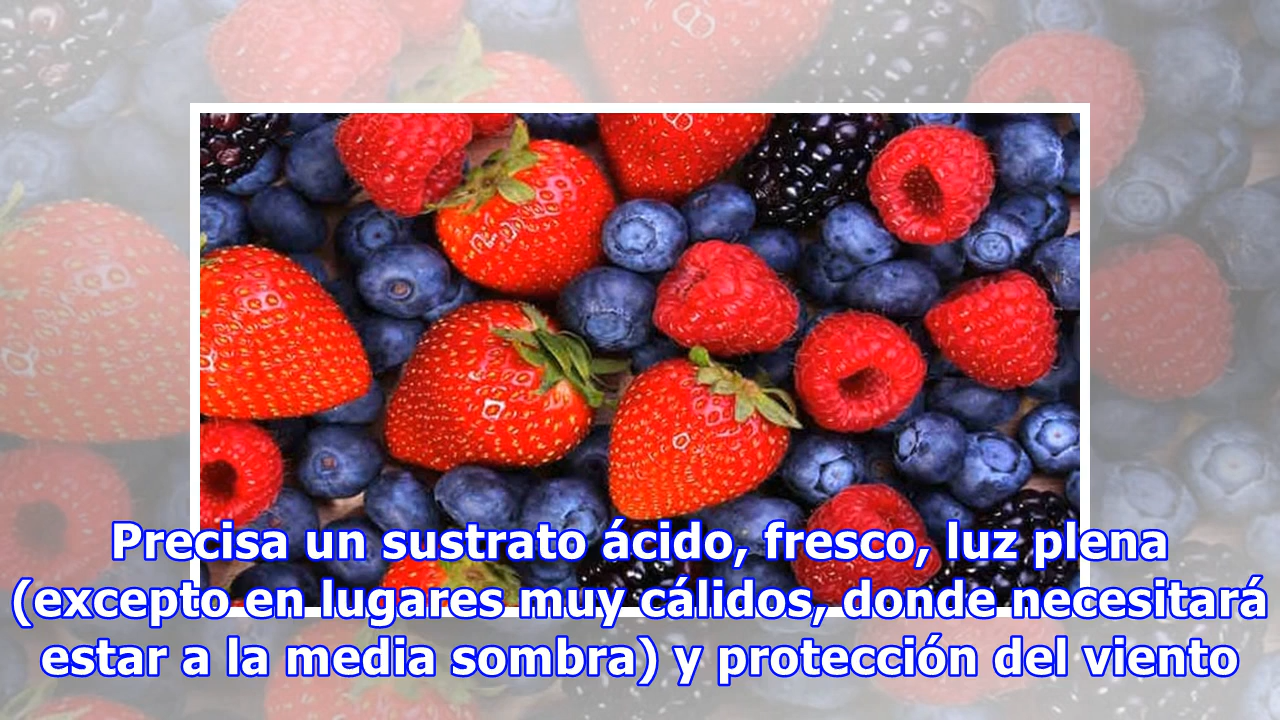 Precisa un sustrato ácido, fresco, luz plena
(excepto en lugares muy cálidos, donde necesitará
estar a la media sombra) y protección del viento